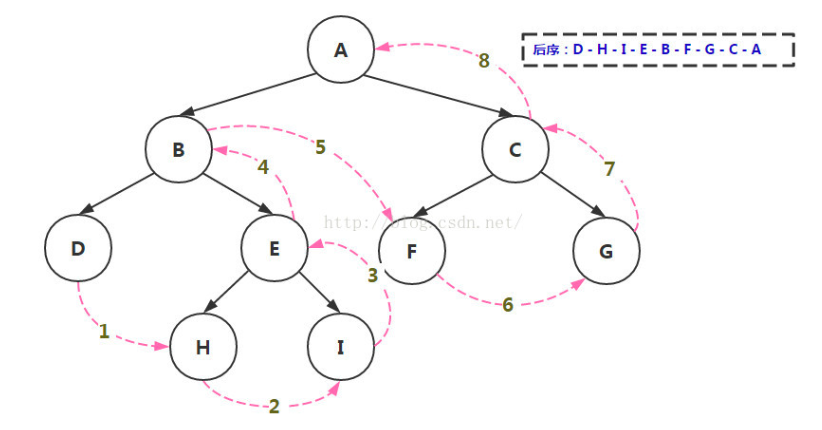 A
后序：D - H - I - E - B - F - G - C - A
8
B
5
C
4
7
http://blog.csdn.net/
D
E
F
G
3
1
6
H
I
2